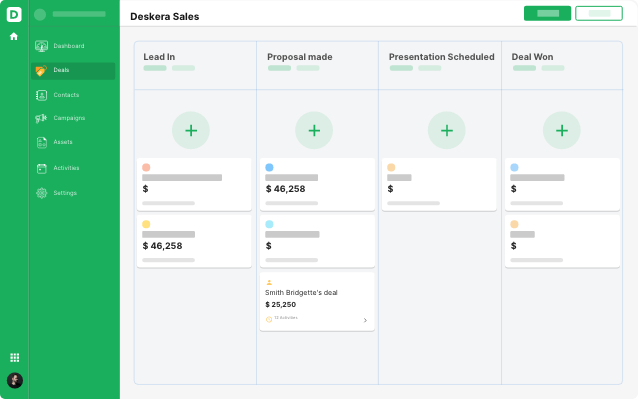 D
Deskera Sales
Dashboard
Deals
Contacts
Campaigns
Assets
Activities
Settings
Lead In
Proposal made
Presentation Scheduled
Deal Won
$
$ 46,258
$
$
$ 46,258
$
$
Smith Bridgette's deal
$ 25,250